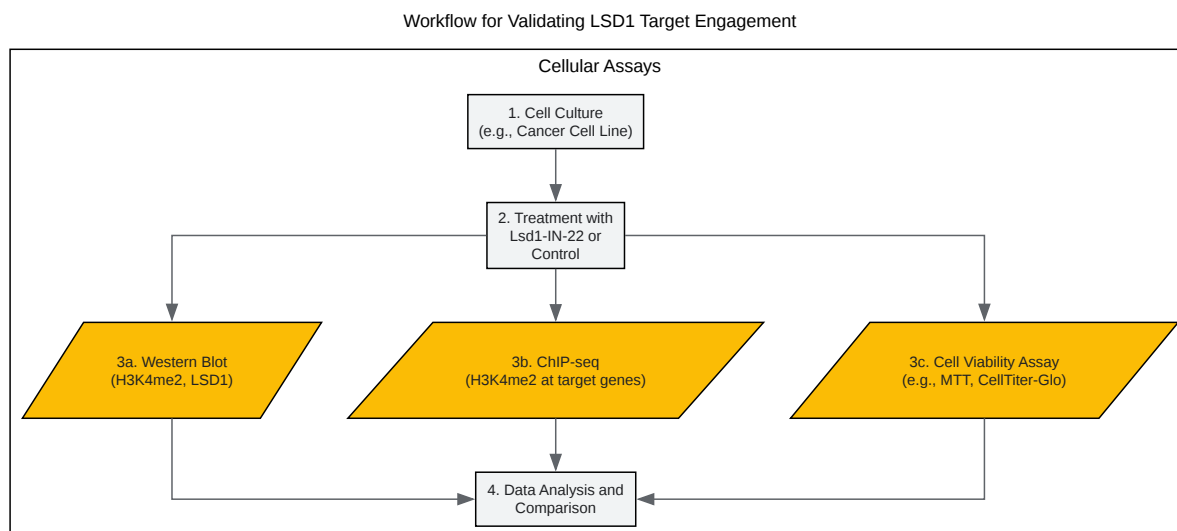 Workflow for Validating LSD1 Target Engagement
Cellular Assays
1. Cell Culture
(e.g., Cancer Cell Line)
2. Treatment with
Lsd1-IN-22 or
Control
3a. Western Blot
(H3K4me2, LSD1)
3b. ChIP-seq
(H3K4me2 at target genes)
3c. Cell Viability Assay
(e.g., MTT, CellTiter-Glo)
4. Data Analysis and
Comparison